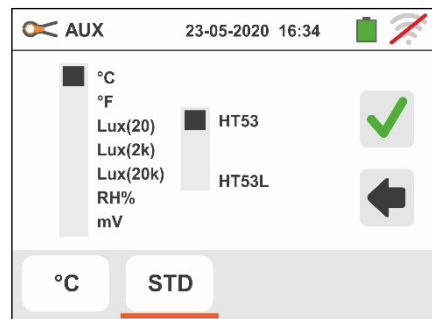 AUX 23-05-2020 16:34
°C
°F
Lux(20)
Lux(2k)
Lux(20k)
RH%
mV
HT53
HT53L
°C STD